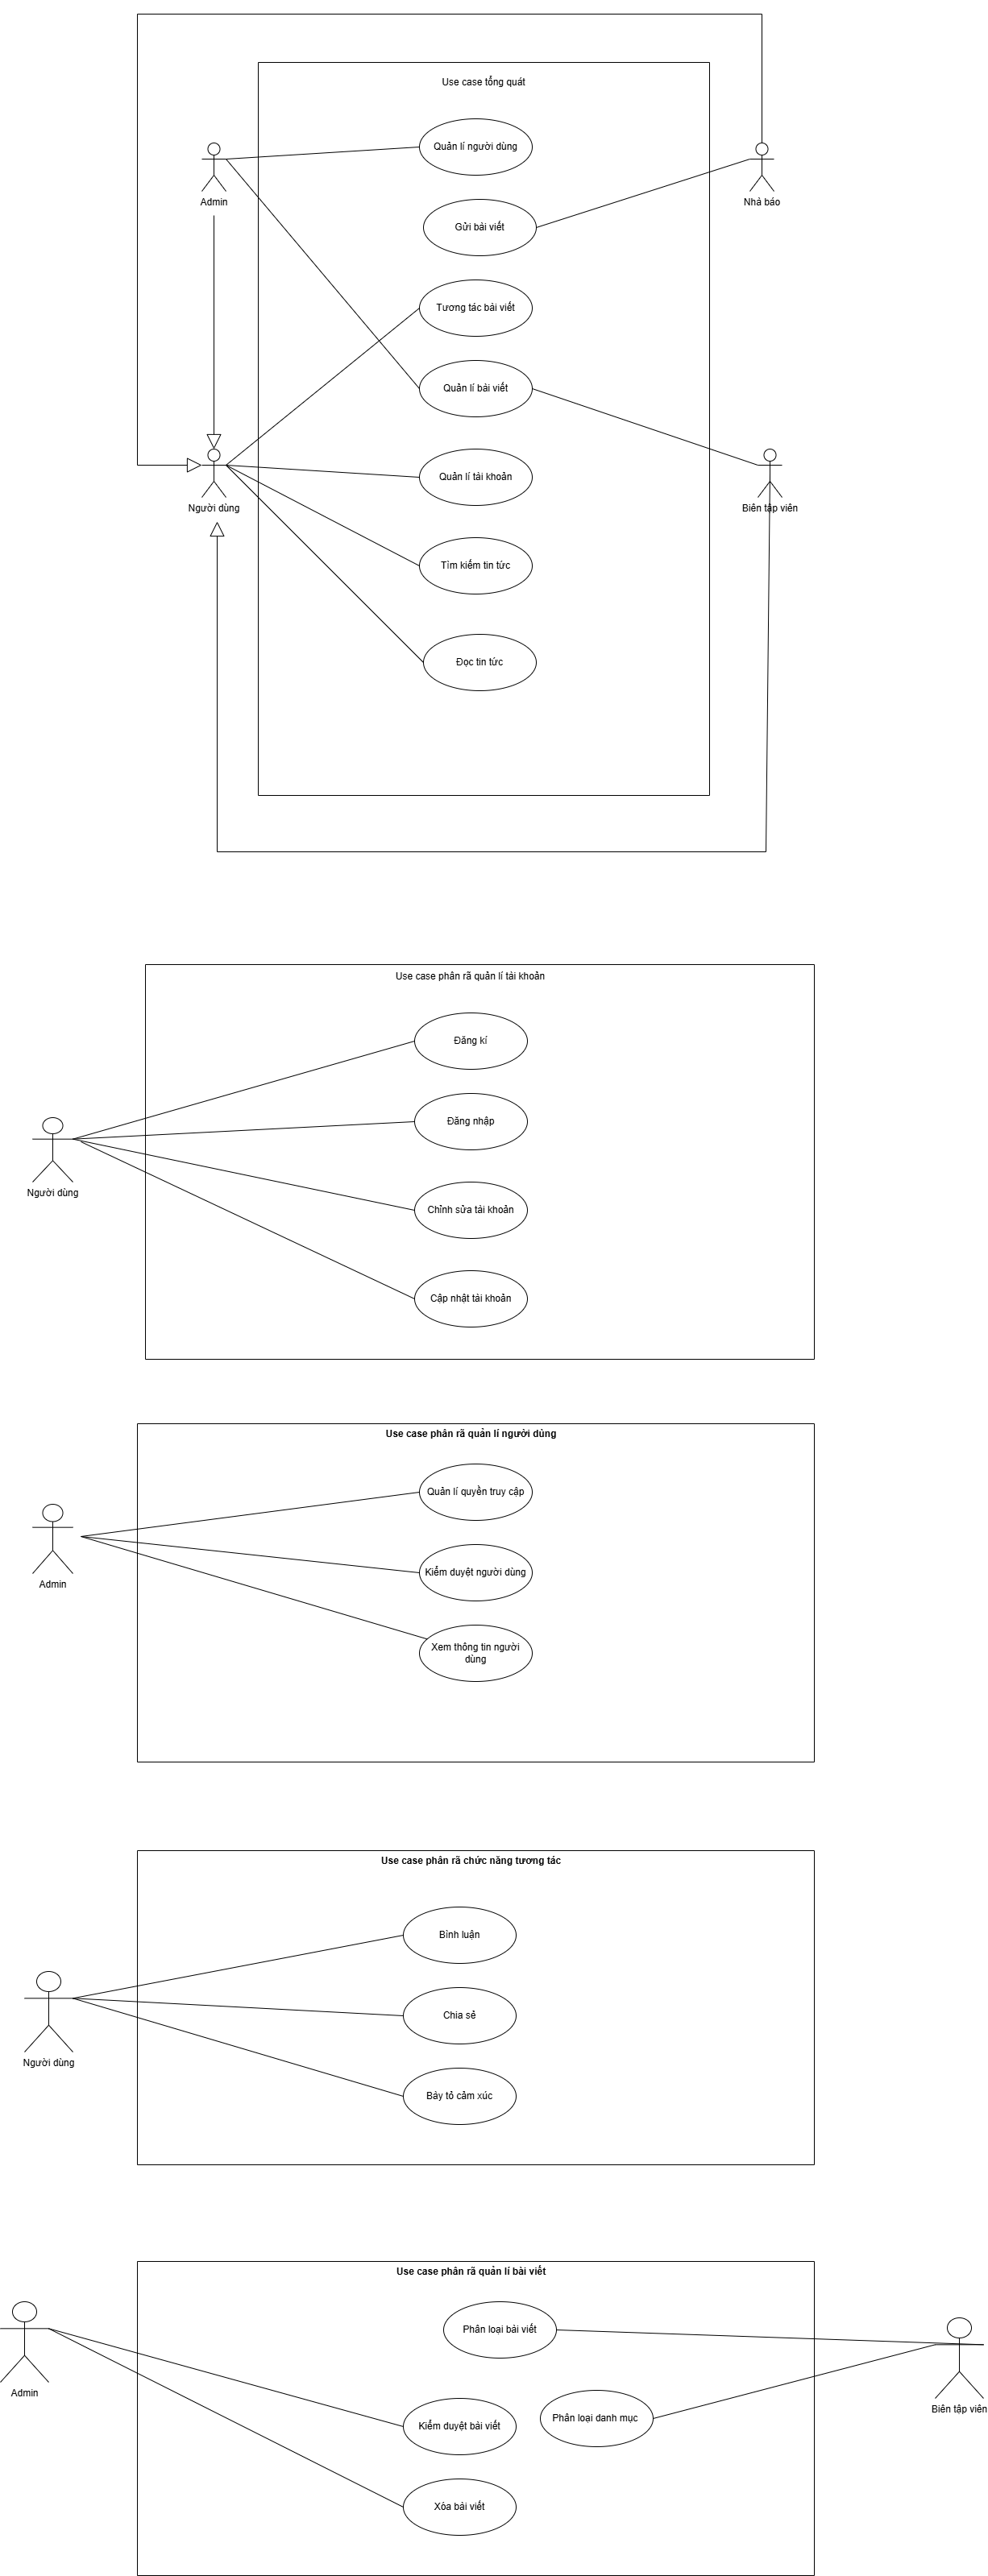 Use case tổng quát
Quản lí người dùng
Admin
Nhà báo
Gửi bài viết
Tương tác bài viết
Quản lí bài viết
Quản lí tài khoản
Người dùng
Biên tập viên
Tìm kiếm tin tức
Đọc tin tức
Use case phân rã quản lí tài khoản
Đăng kí
Đăng nhập
Người dùng
Chỉnh sửa tài khoản
Cập nhật tài khoản
Use case phân rã quản lí người dùng
Quản lí quyền truy cập
Kiểm duyệt người dùng
Admin
Xem thông tin người
dùng
Use case phân rã chức năng tương tác
Bình luận
Chia sẻ
Người dùng
Bày tỏ cảm xúc
Use case phân rã quản lí bài viết
Phân loại bài viết
Admin
Biên tập viên
Phân loại danh mục
Kiểm duyệt bài viết
Xóa bài viết